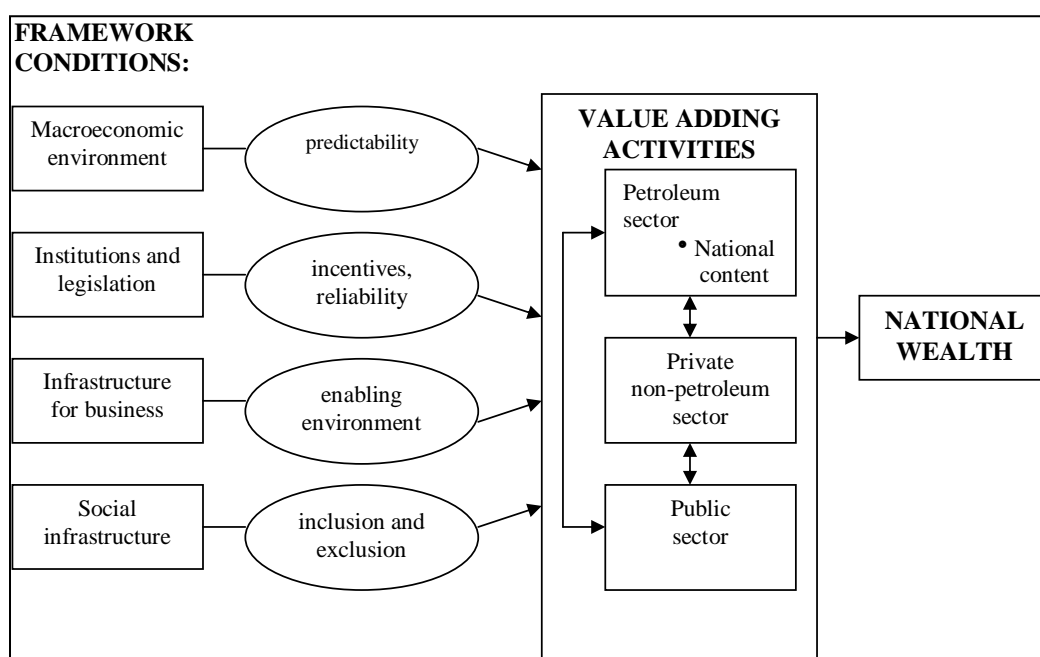 FRAMEWORK
CONDITIONS:
Macroeconomic
environment
predictability
Institutions and
legislation
incentives,
reliability
Infrastructure
for business
enabling
environment
Social
infrastructure
inclusion and
exclusion
VALUE ADDING
ACTIVITIES
Petroleum
sector
• National
content
Private
non-petroleum
sector
Public
sector
NATIONAL
WEALTH